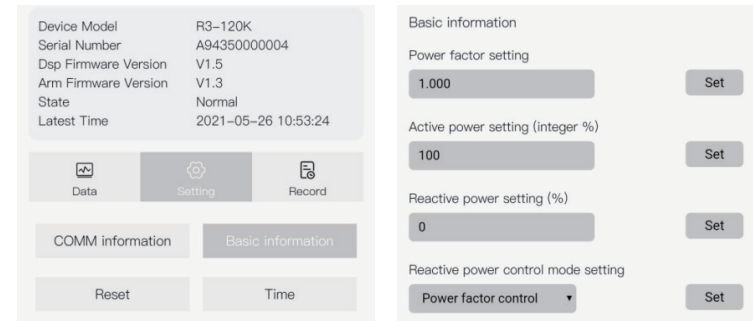 Device Model R3-120K
Serial Number A94350000004
Dsp Firmware Version V1.5
Arm Firmware Version V1.3
State Normal
Latest Time 2021-05-26 10:53:24
Data Setting Record
COMM information Basic information
Reset Time
Basic information
Power factor setting
1.000 Set
Active power setting (integer %)
100 Set
Reactive power setting (%)
0 Set
Reactive power control mode setting
Power factor control Set